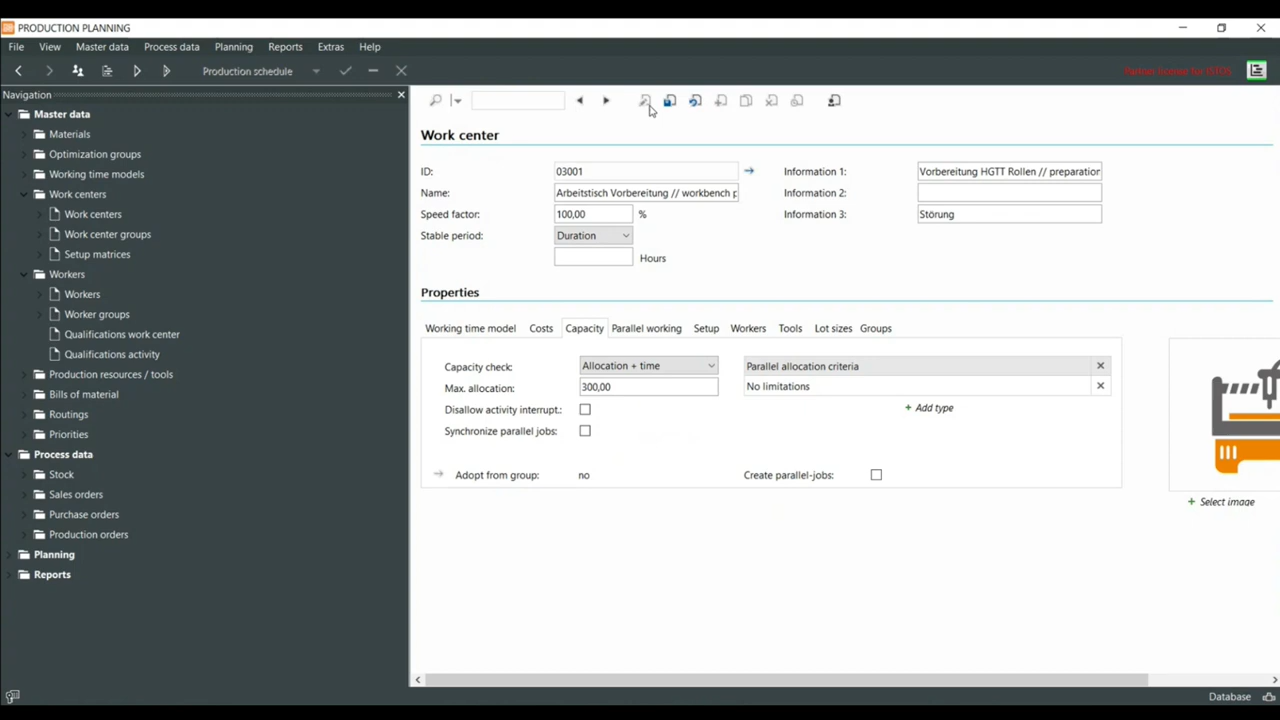 PRODUCTION PLANNING
File View Master data Process data Planning Reports Extras Help
Production schedule
Navigation
Master data
Materials
Optimization groups
Working time models
Work centers
Work centers
Work center groups
Setup matrices
Workers
Workers
Worker groups
Qualifications work center
Qualifications activity
Production resources / tools
Bills of material
Routings
Priorities
Process data
Stock
Sales orders
Purchase orders
Production orders
Planning
Reports
Work center
ID: 03001 Information 1: Vorbereitung HGTT Rollen // preparation
Name: Arbeitstisch Vorbereitung // workbench p Information 2:
Speed factor: 100,00 % Information 3: Störung
Stable period: Duration
Hours
Properties
Working time model Costs Capacity Parallel working Setup Workers Tools Lot sizes Groups
Capacity check: Allocation + time Parallel allocation criteria
Max. allocation: 300,00 No limitations
Disallow activity interrupt.: + Add type
Synchronize parallel jobs:
Adopt from group: no Create parallel-jobs:
+ Select image
Database